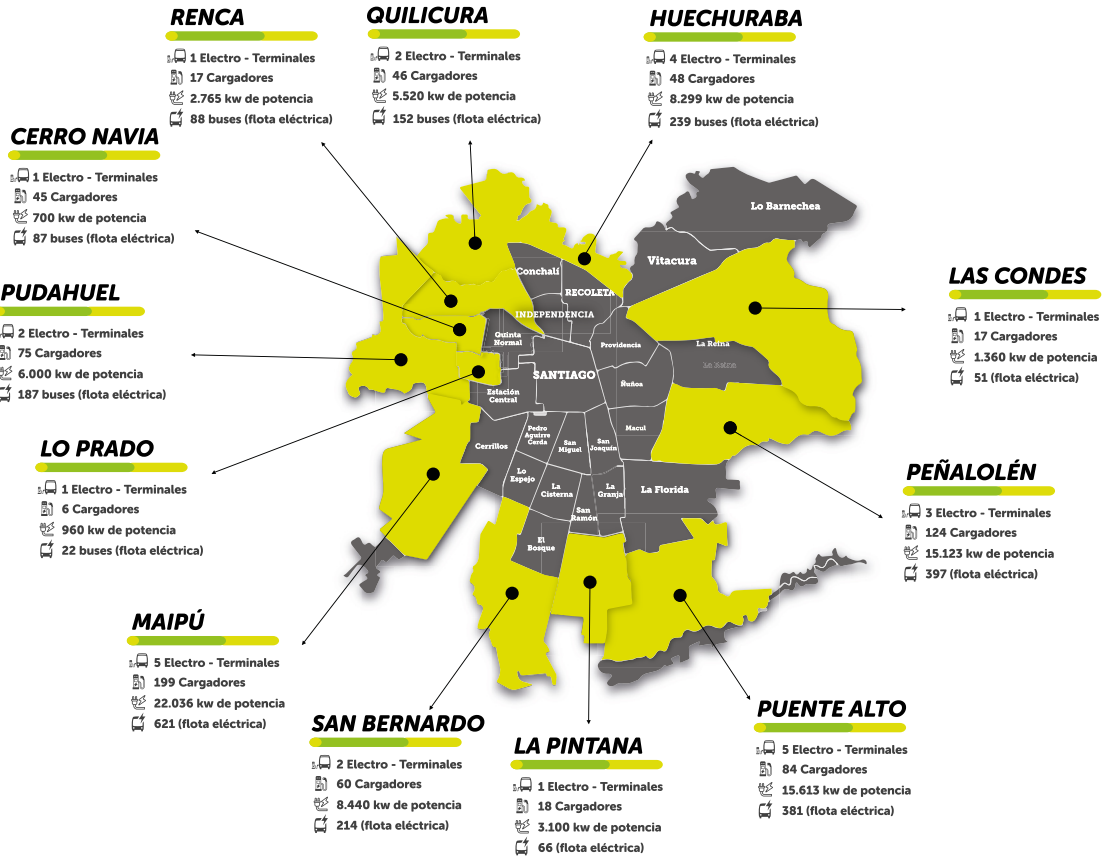 RENCA
1 Electro - Terminales
17 Cargadores
2.765 kw de potencia
88 buses (flota eléctrica)
QUILICURA
2 Electro - Terminales
46 Cargadores
5.520 kw de potencia
152 buses (flota eléctrica)
HUECHURABA
4 Electro - Terminales
48 Cargadores
8.299 kw de potencia
239 buses (flota eléctrica)
CERRO NAVIA
1 Electro - Terminales
45 Cargadores
700 kw de potencia
87 buses (flota eléctrica)
PUDAHUEL
2 Electro - Terminales
75 Cargadores
6.000 kw de potencia
187 buses (flota eléctrica)
LO PRADO
1 Electro - Terminales
6 Cargadores
960 kw de potencia
22 buses (flota eléctrica)
MAIPÚ
5 Electro - Terminales
199 Cargadores
22.036 kw de potencia
621 (flota eléctrica)
SAN BERNARDO
2 Electro - Terminales
60 Cargadores
8.440 kw de potencia
214 (flota eléctrica)
LA PINTANA
1 Electro - Terminales
18 Cargadores
3.100 kw de potencia
66 (flota eléctrica)
PUENTE ALTO
5 Electro - Terminales
84 Cargadores
15.613 kw de potencia
381 (flota eléctrica)
PEÑALOLÉN
3 Electro - Terminales
124 Cargadores
15.123 kw de potencia
397 (flota eléctrica)
LAS CONDES
1 Electro - Terminales
17 Cargadores
1.360 kw de potencia
51 (flota eléctrica)
Lo Barnechea
Vitacura
Conchalí
RECOLETA
INDEPENDENCIA
Quinta
Normal
Providencia
La Reina
La Reina
SANTIAGO
Ñuñoa
Estación
Central
Pedro
Aguirre
Cerda
San
Miguel
San
Joaquín
Macul
Cerrillos
Lo
Espejo
La
Cisterna
La
Granja
La Florida
San
Ramón
El
Bosque